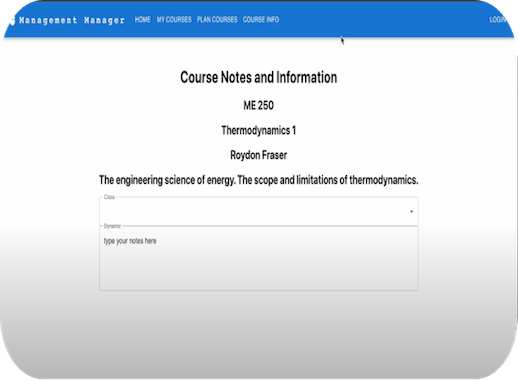 Management Manager HOME MY COURSES PLAN COURSES COURSE INFO LOGIN
Course Notes and Information
ME 250
Thermodynamics 1
Roydon Fraser
The engineering science of energy. The scope and limitations of thermodynamics.
Class
Dynamic
type your notes here